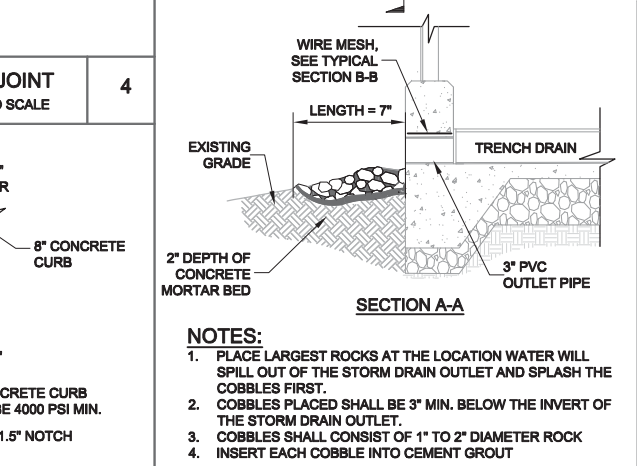 JOINT
SCALE
4
8" CONCRETE
CURB
CRETE CURB
BE 4000 PSI MIN.
1.5" NOTCH
WIRE MESH,
SEE TYPICAL
SECTION B-B
LENGTH = 7"
EXISTING
GRADE
TRENCH DRAIN
2" DEPTH OF
CONCRETE
MORTAR BED
3" PVC
OUTLET PIPE
SECTION A-A
NOTES:
1. PLACE LARGEST ROCKS AT THE LOCATION WATER WILL
SPILL OUT OF THE STORM DRAIN OUTLET AND SPLASH THE
COBBLES FIRST.
2. COBBLES PLACED SHALL BE 3" MIN. BELOW THE INVERT OF
THE STORM DRAIN OUTLET.
3. COBBLES SHALL CONSIST OF 1" TO 2" DIAMETER ROCK
4. INSERT EACH COBBLE INTO CEMENT GROUT